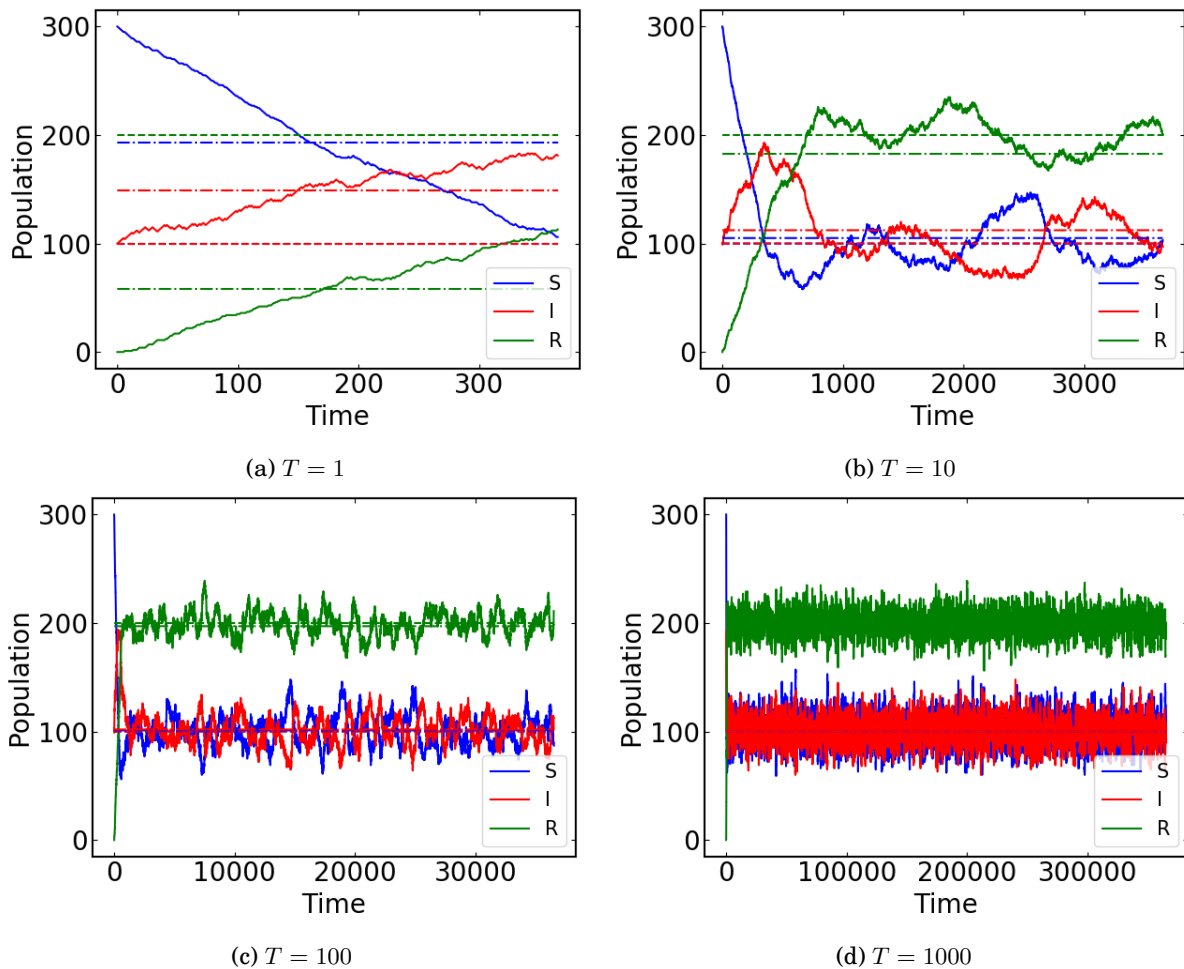 300
200
100
0
Population
0 100 200 300
Time
S
I
R
(a) T = 1
300
200
100
0
Population
0 1000 2000 3000
Time
S
I
R
(b) T = 10
300
200
100
0
Population
0 10000 20000 30000
Time
S
I
R
(c) T = 100
300
200
100
0
Population
0 100000 200000 300000
Time
S
I
R
(d) T = 1000